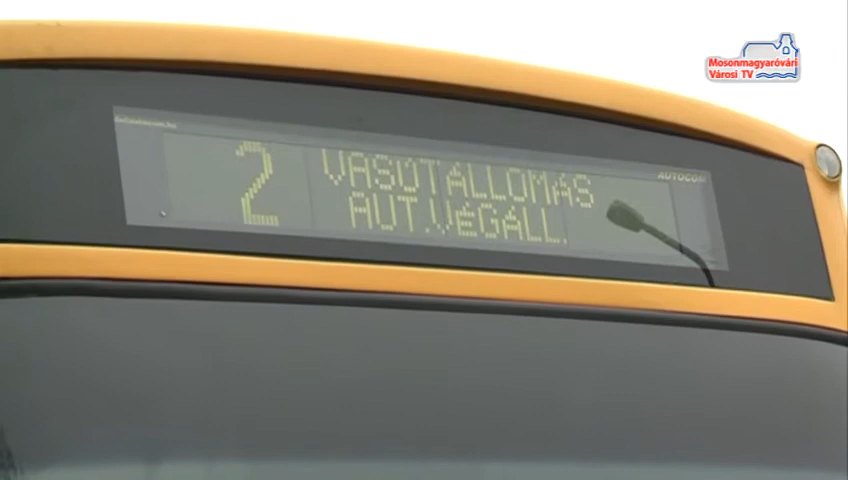 Mosonmagyaróvári
Városi TV
AUTOCOM
2
VASÚTÁLLOMÁS
AUT.VéGÁLL.